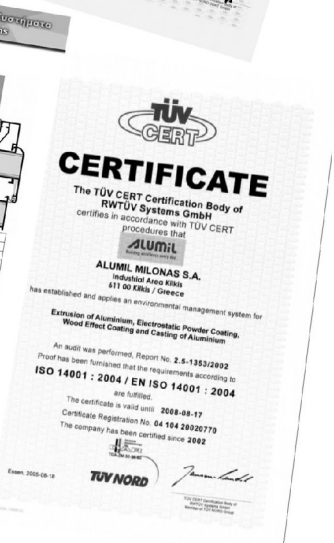 TÜV
CERT
CERTIFICATE
The TÜV CERT Certification Body of
RWTÜV Systems GmbH
certifies in accordance with TÜV CERT
procedures that
ALUMIL
ALUMIL MILONAS S.A.
Industrial Area Kilkis
611 00 Kilkis / Greece
has established and applies an environmental management system for
Extrusion of Aluminium, Electrostatic Powder Coating,
Wood Effect Coating and Casting of Aluminium
An audit was performed, Report No. 2.5-1353/2002
Proof has been furnished that the requirements according to
ISO 14001 : 2004 / EN ISO 14001 : 2004
are fulfilled.
The certificate is valid until 2008-08-17
Certificate Registration No. 04 104 20020770
The company has been certified since 2002
Essen, 2005-08-18
TÜV NORD